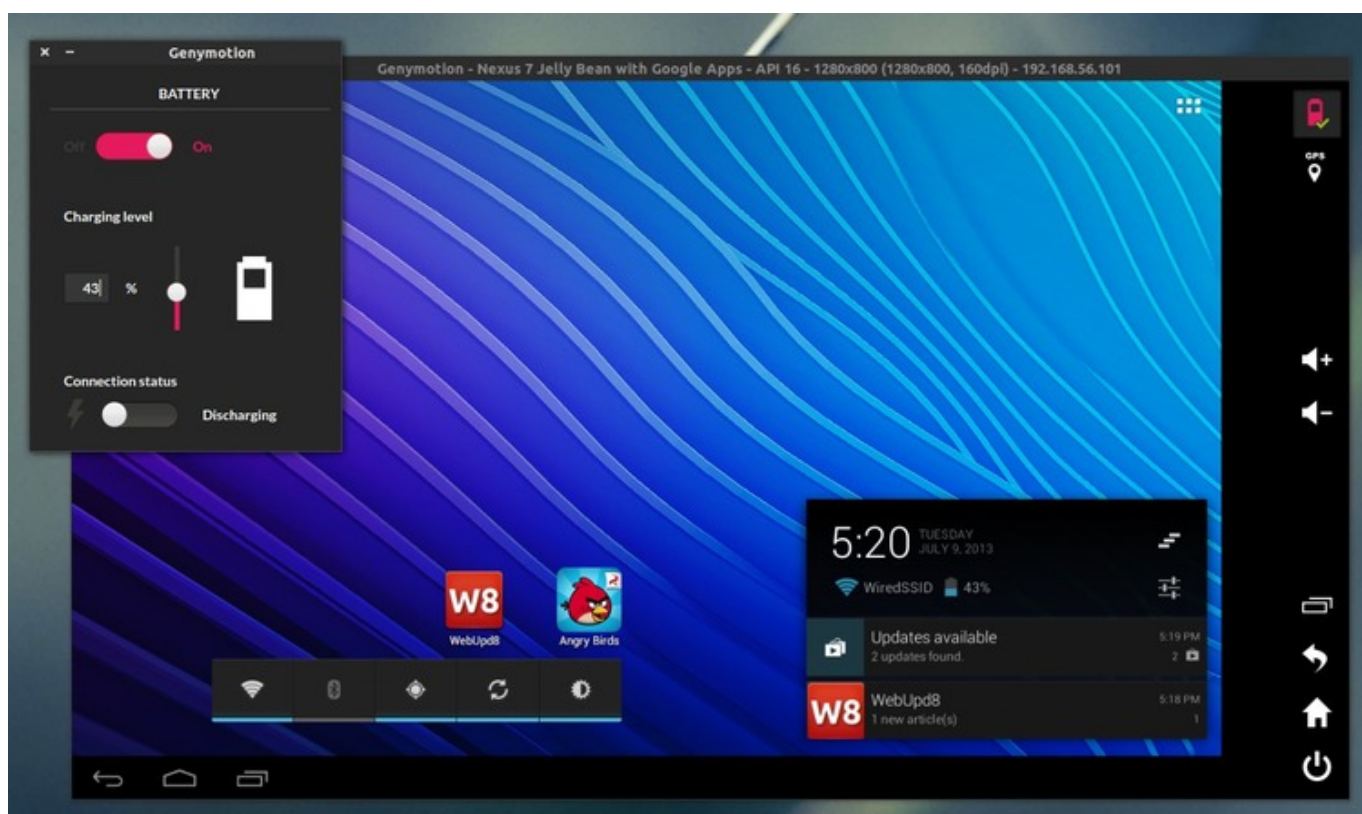 Genymotion
BATTERY
Off On
Charging level
43 %
Connection status
Discharging
Genymotion - Nexus 7 Jelly Bean with Google Apps - API 16 - 1280x800 (1280x800, 160dpi) - 192.168.56.101
GPS
W8
WebUpd8
Angry Birds
5:20 TUESDAY
JULY 9, 2013
WiredSSID 43%
Updates available 5:19 PM
2 updates found. 2
W8
WebUpd8 5:18 PM
1 new article(s) 1